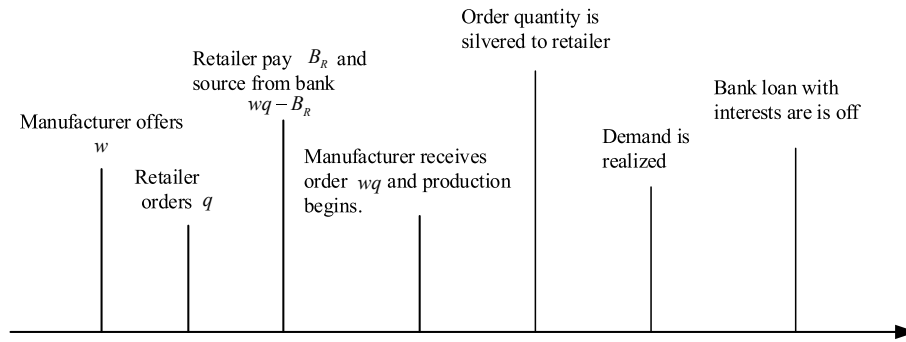 Manufacturer offers
w
Retailer
orders q
Retailer pay B_R and
source from bank
wq − B_R
Manufacturer receives
order wq and production
begins.
Order quantity is
silvered to retailer
Demand is
realized
Bank loan with
interests are is off